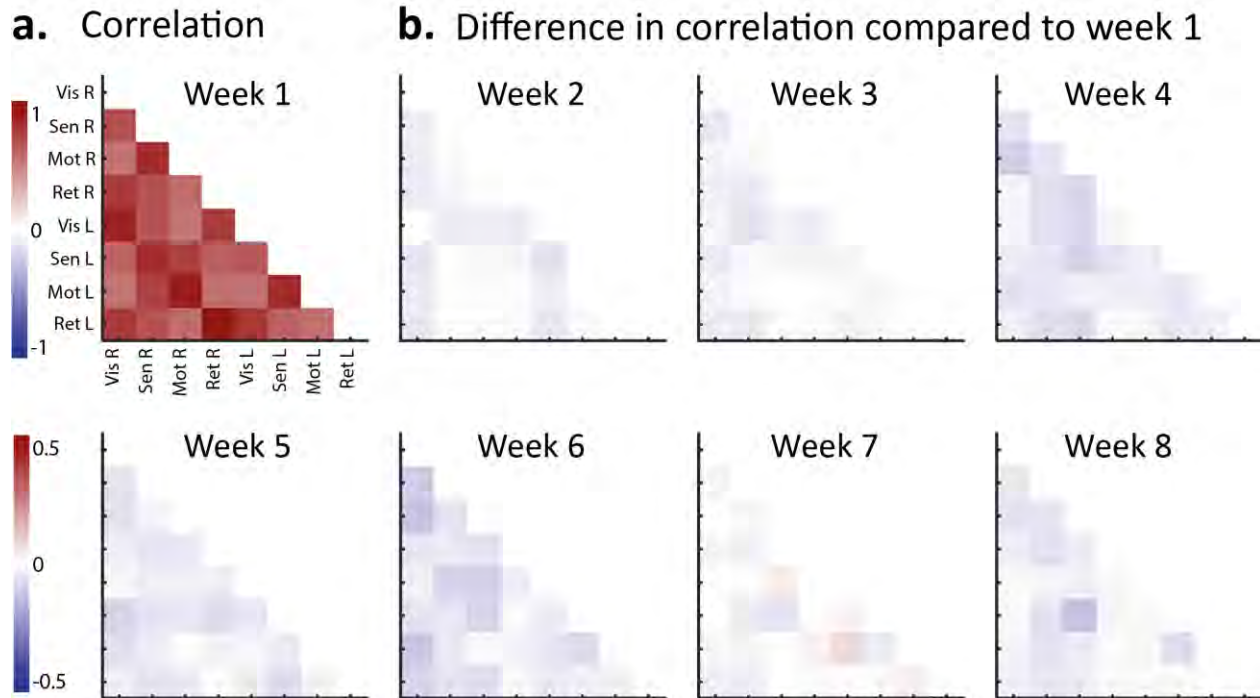 a. Correlation
b. Difference in correlation compared to week 1
Week 1
Week 2
Week 3
Week 4
1
0
-1
Vis R
Sen R
Mot R
Ret R
Vis L
Sen L
Mot L
Ret L
Vis R
Sen R
Mot R
Ret R
Vis L
Sen L
Mot L
Ret L
Week 5
Week 6
Week 7
Week 8
0.5
0
-0.5